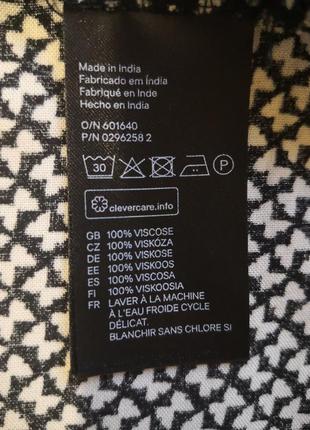 Made in India
Fabricado em Índia
Fabriqué en Inde
Hecho en India
O/N 601640
P/N 0296258 2
30 P
clevercare.info
GB 100% VISCOSE
CZ 100% VISKÓZA
DE 100% VISKOSE
EE 100% VISKOOS
ES 100% VISCOSA
FI 100% VISKOOSIA
FR LAVER À LA MACHINE
À L'EAU FROIDE CYCLE
DÉLICAT.
BLANCHIR SANS CHLORE SI